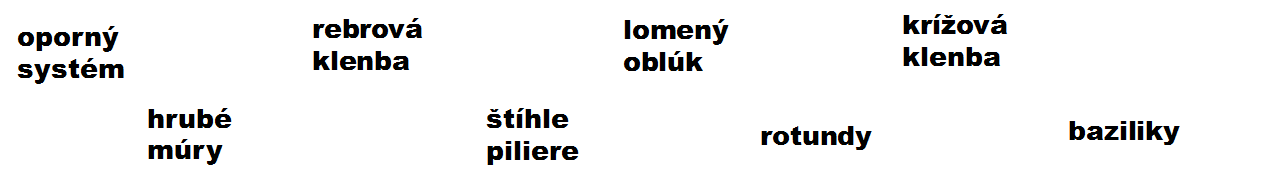 oporný
systém
rebrová
klenba
lomený
oblúk
krížová
klenba
hrubé
múry
štíhle
piliere
rotundy
baziliky